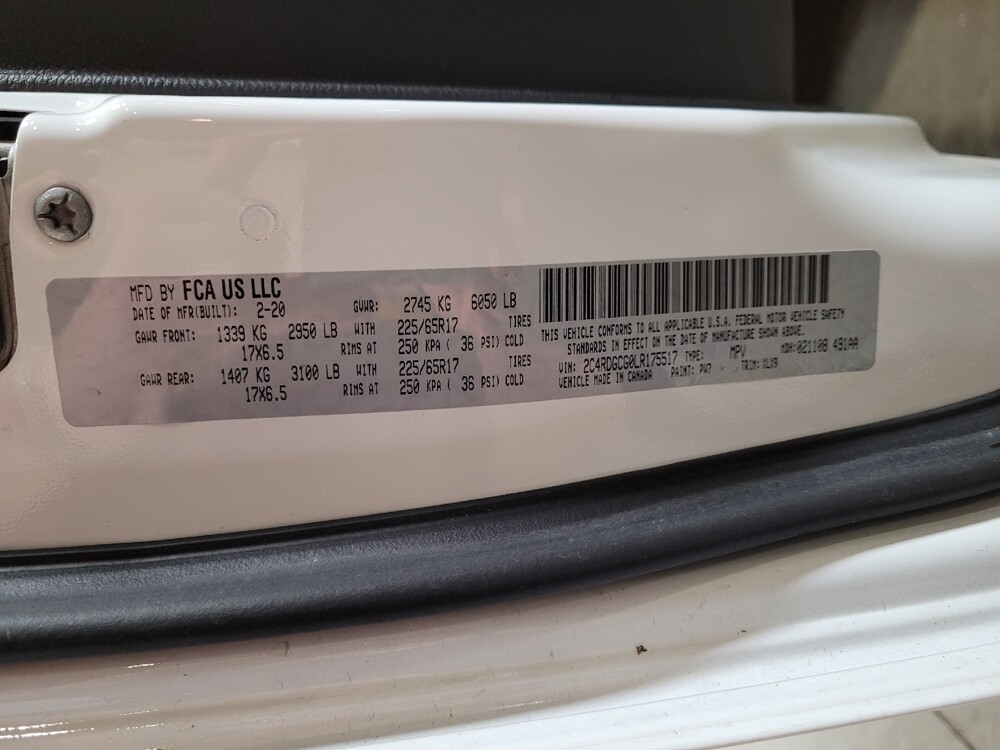 MFD BY FCA US LLC
DATE OF MFR(BUILT): 2-20 GVWR: 2745 KG 6050 LB
GAWR FRONT: 1339 KG 2950 LB WITH 225/65R17 TIRES
17X6.5 RIMS AT 250 KPA ( 36 PSI) COLD
GAWR REAR: 1407 KG 3100 LB WITH 225/65R17 TIRES
17X6.5 RIMS AT 250 KPA ( 36 PSI) COLD
THIS VEHICLE CONFORMS TO ALL APPLICABLE U.S.A. FEDERAL MOTOR VEHICLE SAFETY
STANDARDS IN EFFECT ON THE DATE OF MANUFACTURE SHOWN ABOVE.
VIN: 2C4RDGCG0LR175517 TYPE: MPV MDH:021108 491AA
VEHICLE MADE IN CANADA PAINT: PW7 TRIM:XLX9